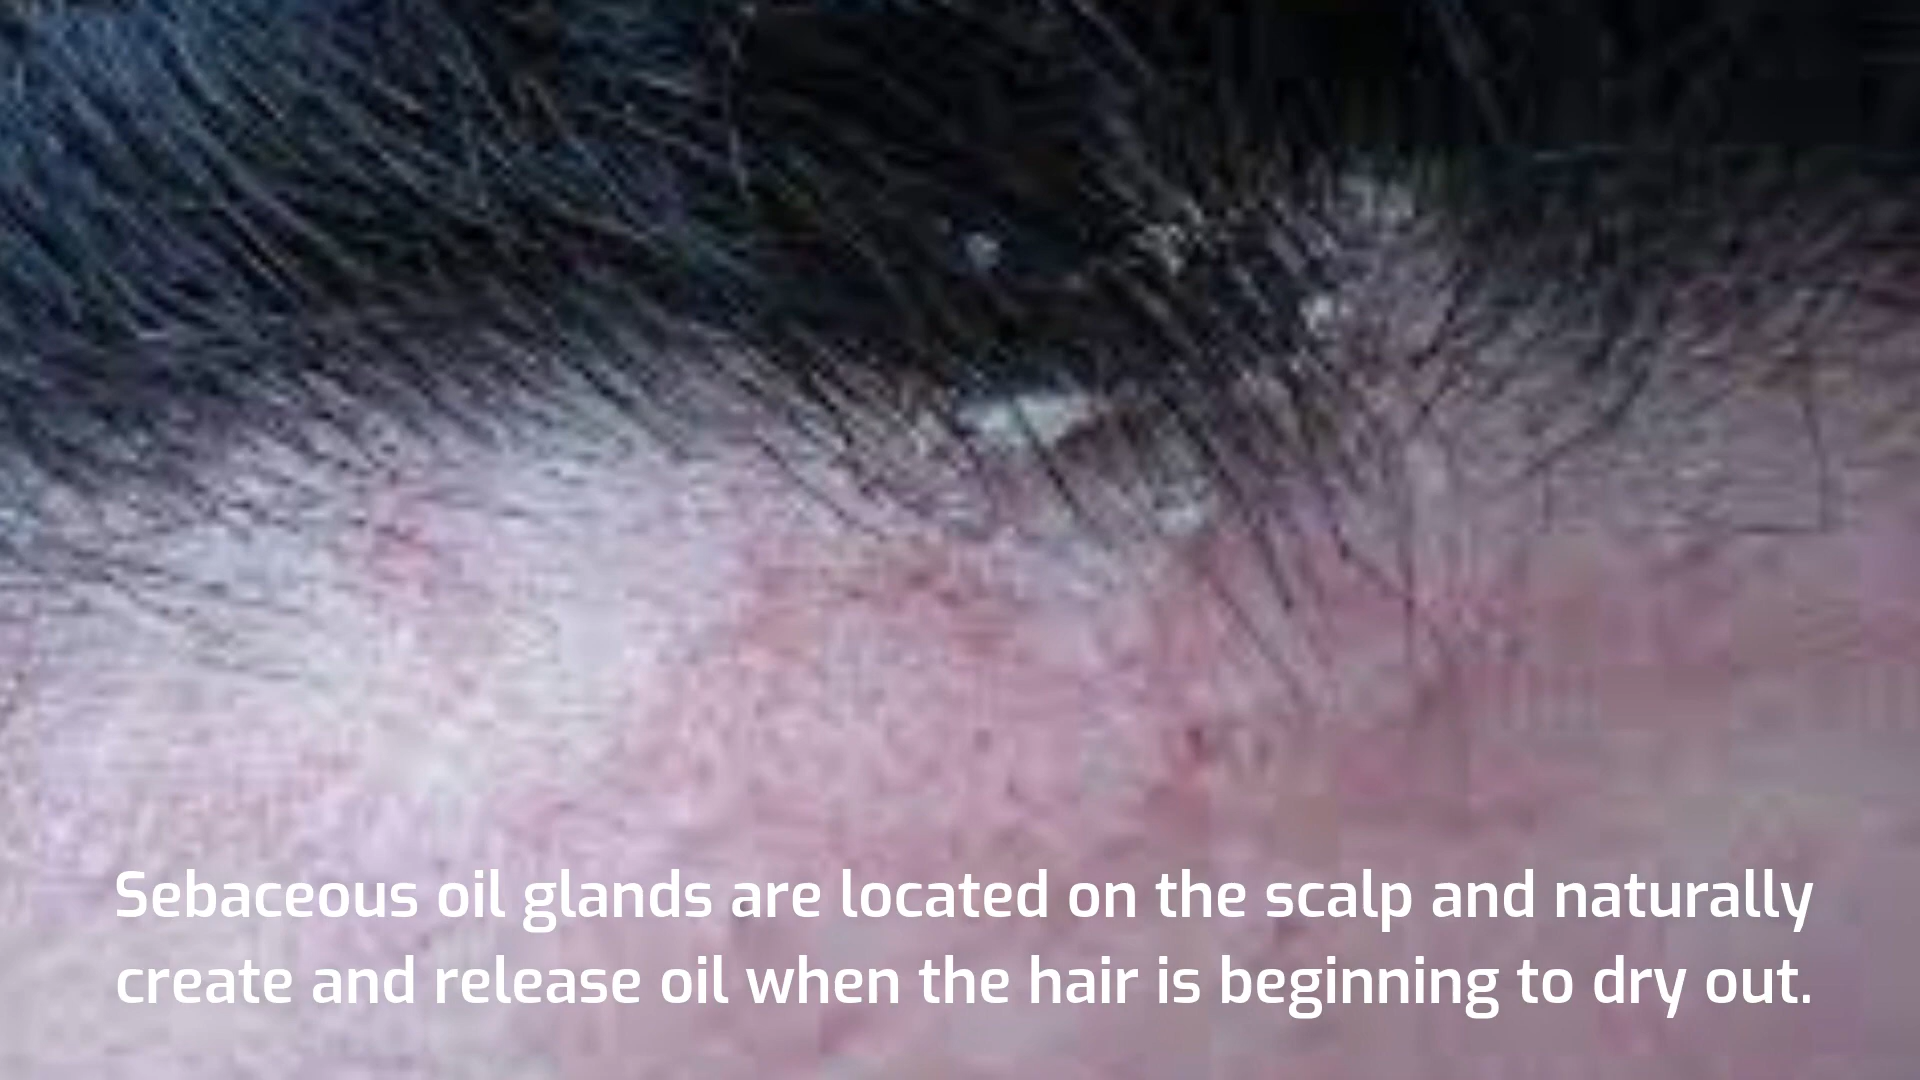 Sebaceous oil glands are located on the scalp and naturally
create and release oil when the hair is beginning to dry out.